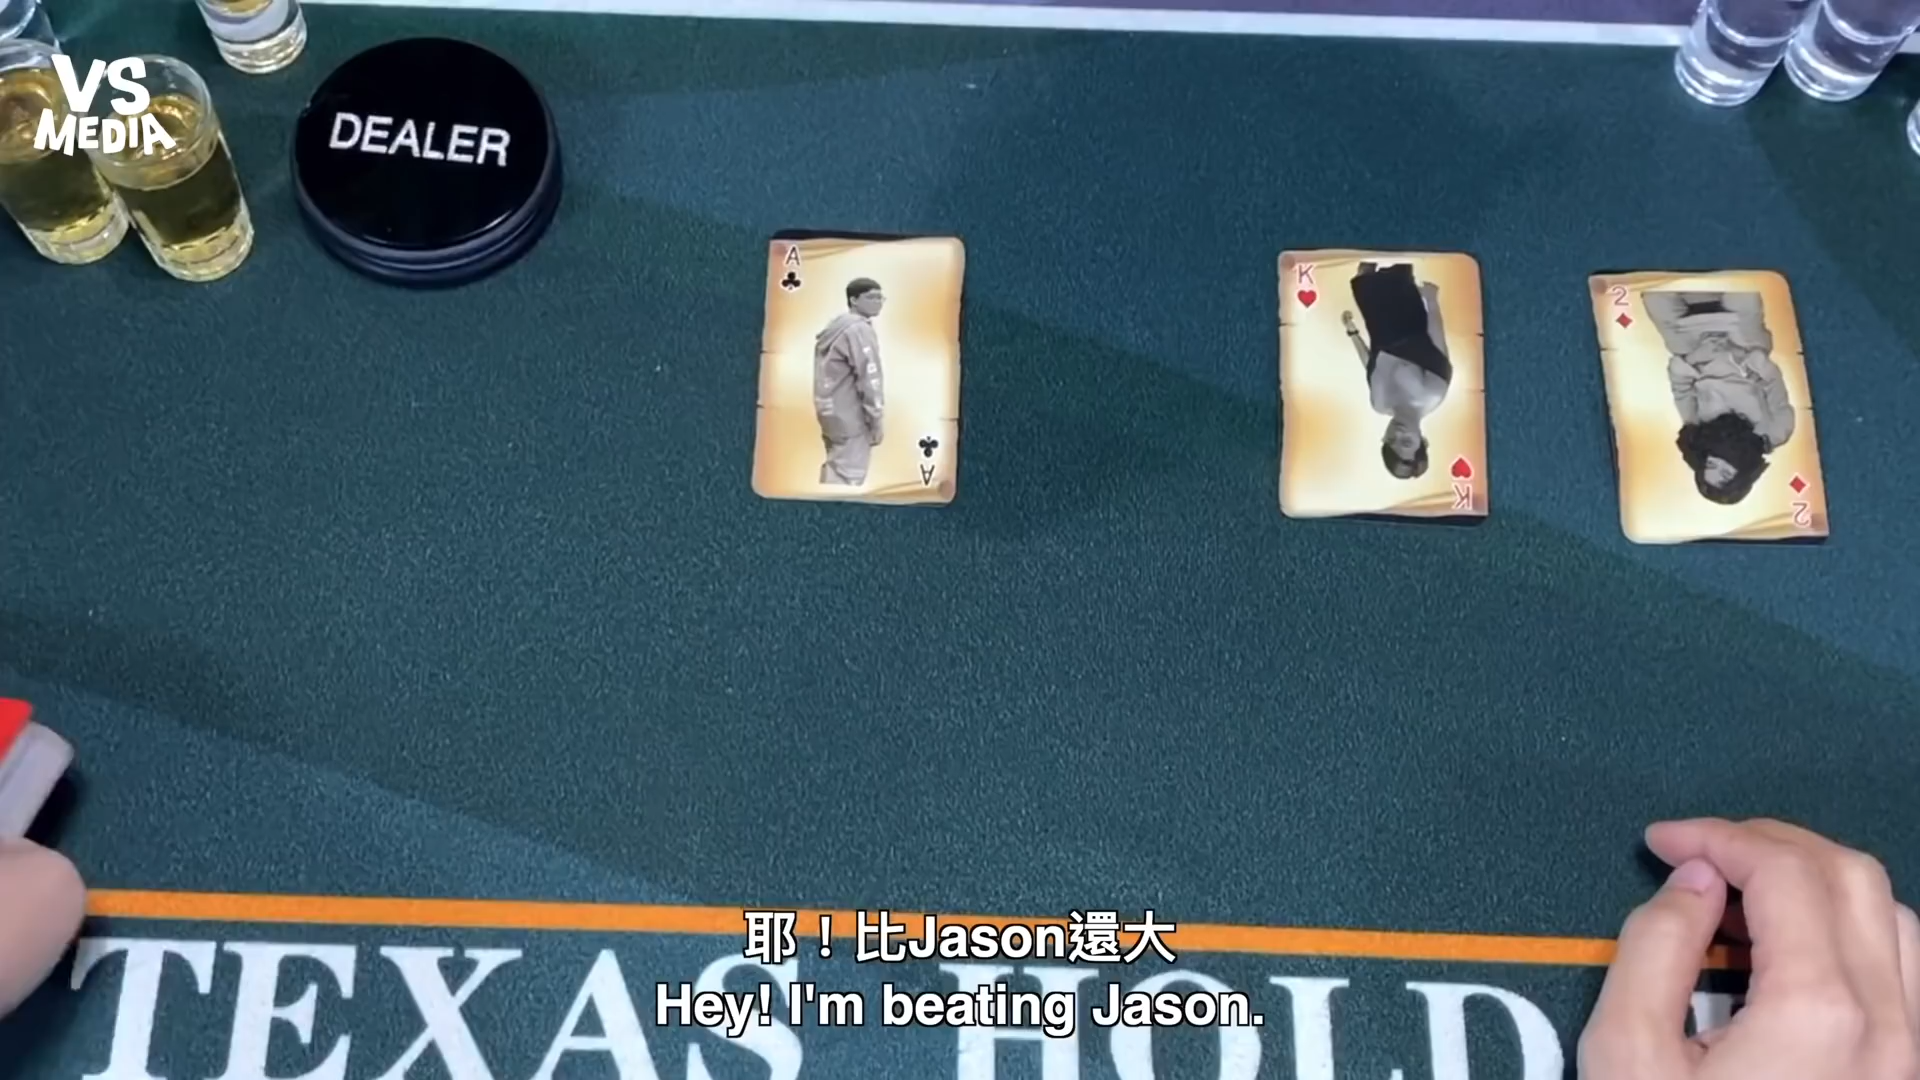 VS
MEDIA
DEALER
A
A
K
K
2
2
耶！比Jason還大
Hey! I'm beating Jason.
TEXAS HOLD